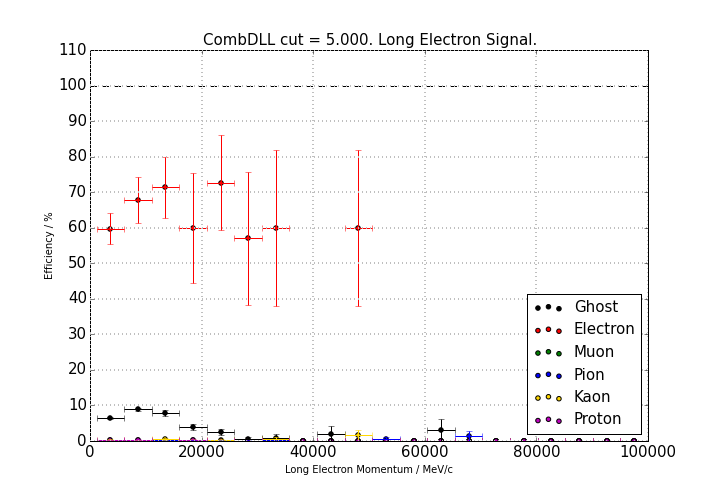 CombDLL cut = 5.000. Long Electron Signal.
110
100
90
80
70
60
50
40
30
20
10
0
Efficiency / %
Ghost
Electron
Muon
Pion
Kaon
Proton
0 20000 40000 60000 80000 100000
Long Electron Momentum / MeV/c